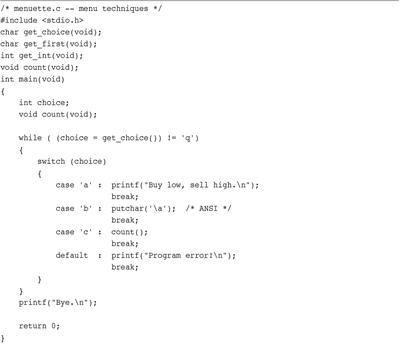 /* menuette.c -- menu techniques */
#include <stdio.h>
char get_choice(void);
char get_first(void);
int get_int(void);
void count(void);
int main(void)
{
    int choice;
    void count(void);

    while ( (choice = get_choice()) != 'q')
    {
        switch (choice)
        {
            case 'a' :  printf("Buy low, sell high.\n");
                        break;
            case 'b' :  putchar('\a');  /* ANSI */
                        break;
            case 'c' :  count();
                        break;
            default  :  printf("Program error!\n");
                        break;
        }
    }
    printf("Bye.\n");

    return 0;
}